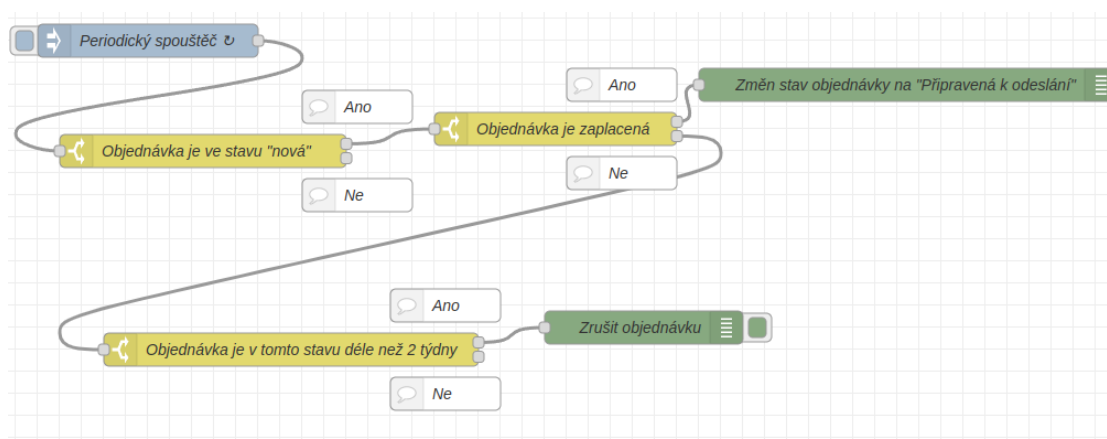 Periodický spouštěč ↻
Ano
Změn stav objednávky na "Připravená k odeslání"
Ano
Objednávka je zaplacená
Objednávka je ve stavu "nová"
Ne
Ne
Ano
Zrušit objednávku
Objednávka je v tomto stavu déle než 2 týdny
Ne